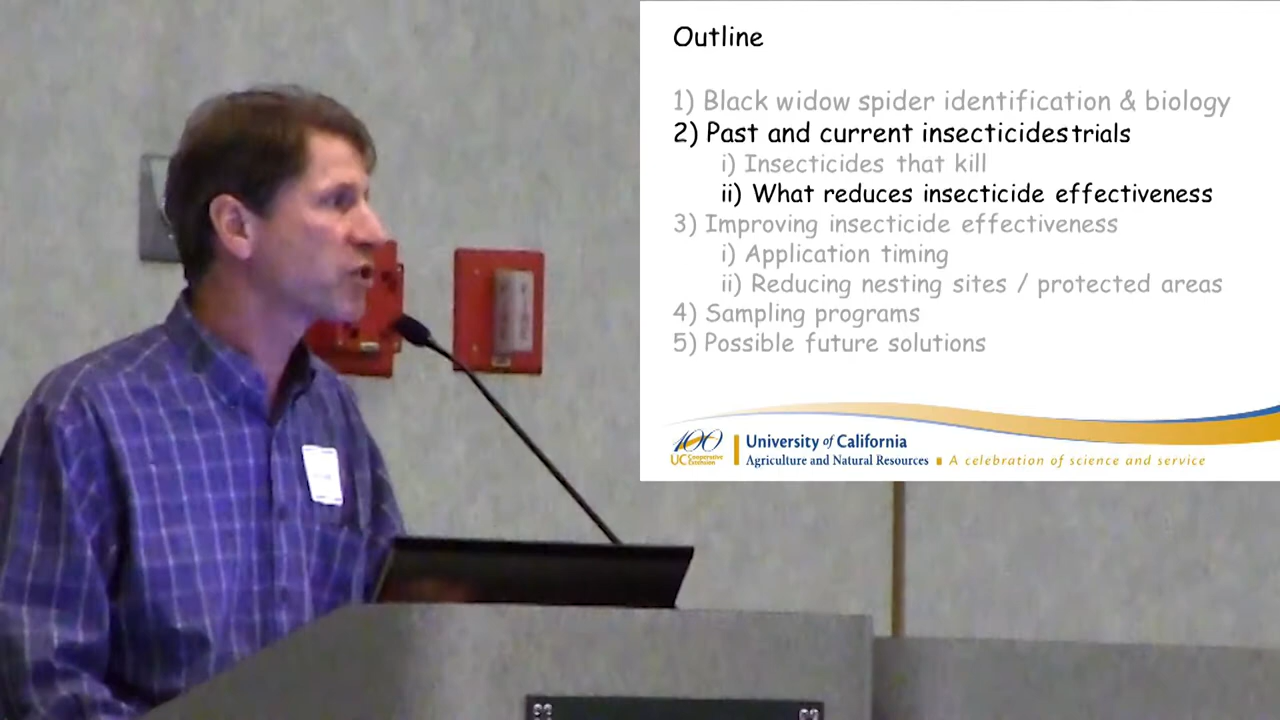 Outline
1) Black widow spider identification & biology
2) Past and current insecticides trials
i) Insecticides that kill
ii) What reduces insecticide effectiveness
3) Improving insecticide effectiveness
i) Application timing
ii) Reducing nesting sites / protected areas
4) Sampling programs
5) Possible future solutions
100
UC Cooperative Extension
University of California
Agriculture and Natural Resources
A celebration of science and service